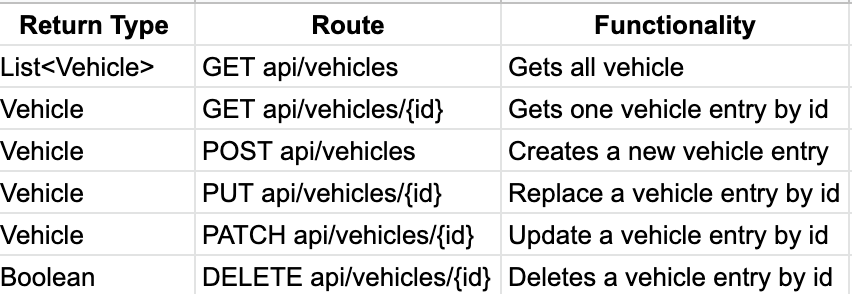 Return Type Route Functionality
List<Vehicle> GET api/vehicles Gets all vehicle
Vehicle GET api/vehicles/{id} Gets one vehicle entry by id
Vehicle POST api/vehicles Creates a new vehicle entry
Vehicle PUT api/vehicles/{id} Replace a vehicle entry by id
Vehicle PATCH api/vehicles/{id} Update a vehicle entry by id
Boolean DELETE api/vehicles/{id} Deletes a vehicle entry by id